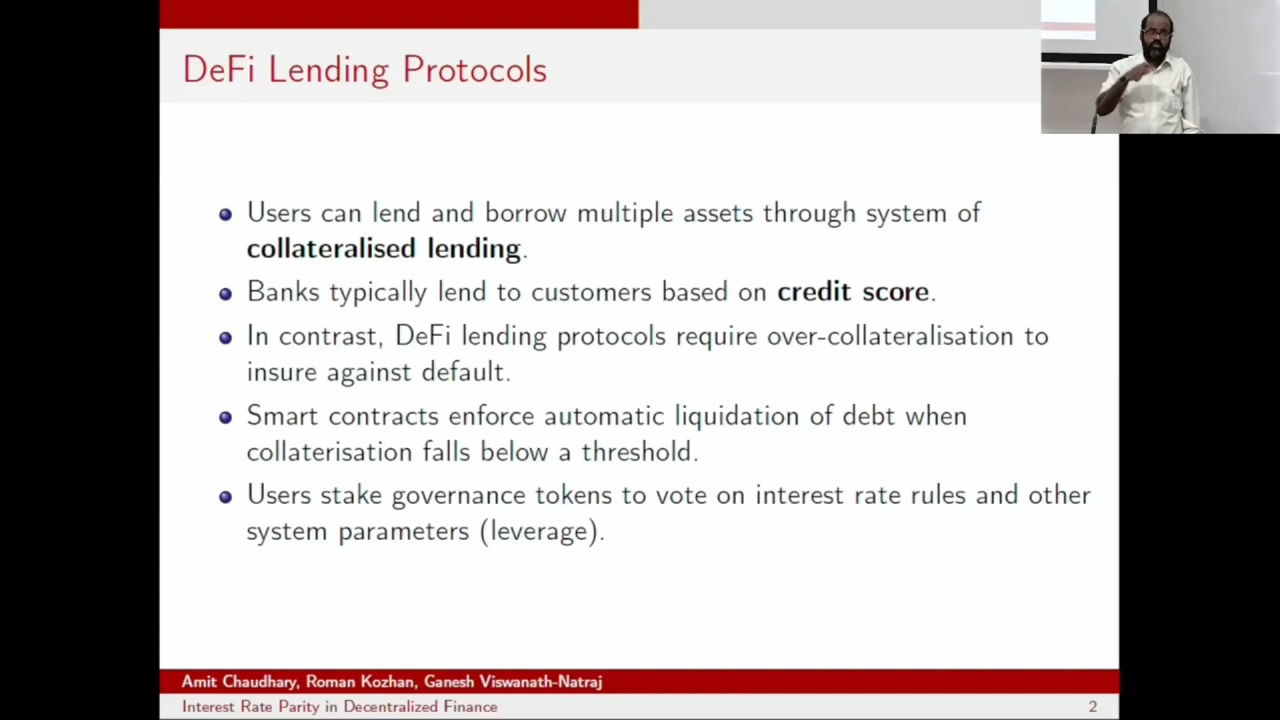 DeFi Lending Protocols
Users can lend and borrow multiple assets through system of
collateralised lending.
Banks typically lend to customers based on credit score.
In contrast, DeFi lending protocols require over-collateralisation to
insure against default.
Smart contracts enforce automatic liquidation of debt when
collaterisation falls below a threshold.
Users stake governance tokens to vote on interest rate rules and other
system parameters (leverage).
Amit Chaudhary, Roman Kozhan, Ganesh Viswanath-Natraj
Interest Rate Parity in Decentralized Finance 2